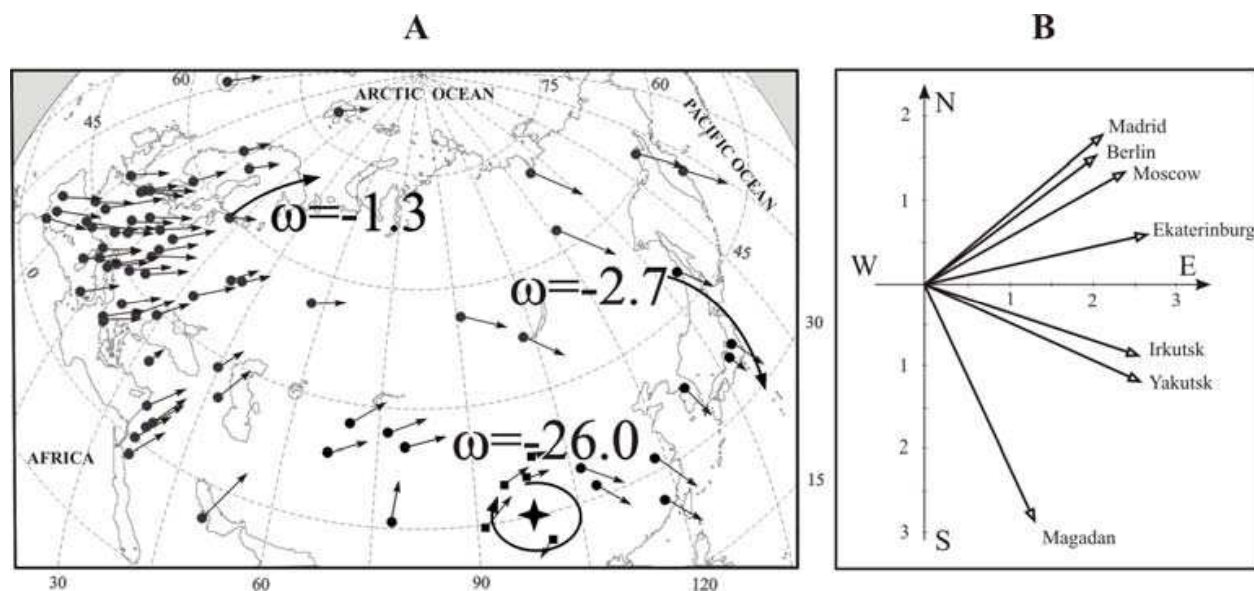 A
B
60
75
60
ARCTIC OCEAN
PACIFIC OCEAN
45
ω=-1.3
45
0
ω=-2.7
30
ω=-26.0
AFRICA
15
30
60
90
120
2
N
Madrid
Berlin
Moscow
1
Ekaterinburg
W
E
1
2
3
Irkutsk
1
Yakutsk
2
3
S
Magadan